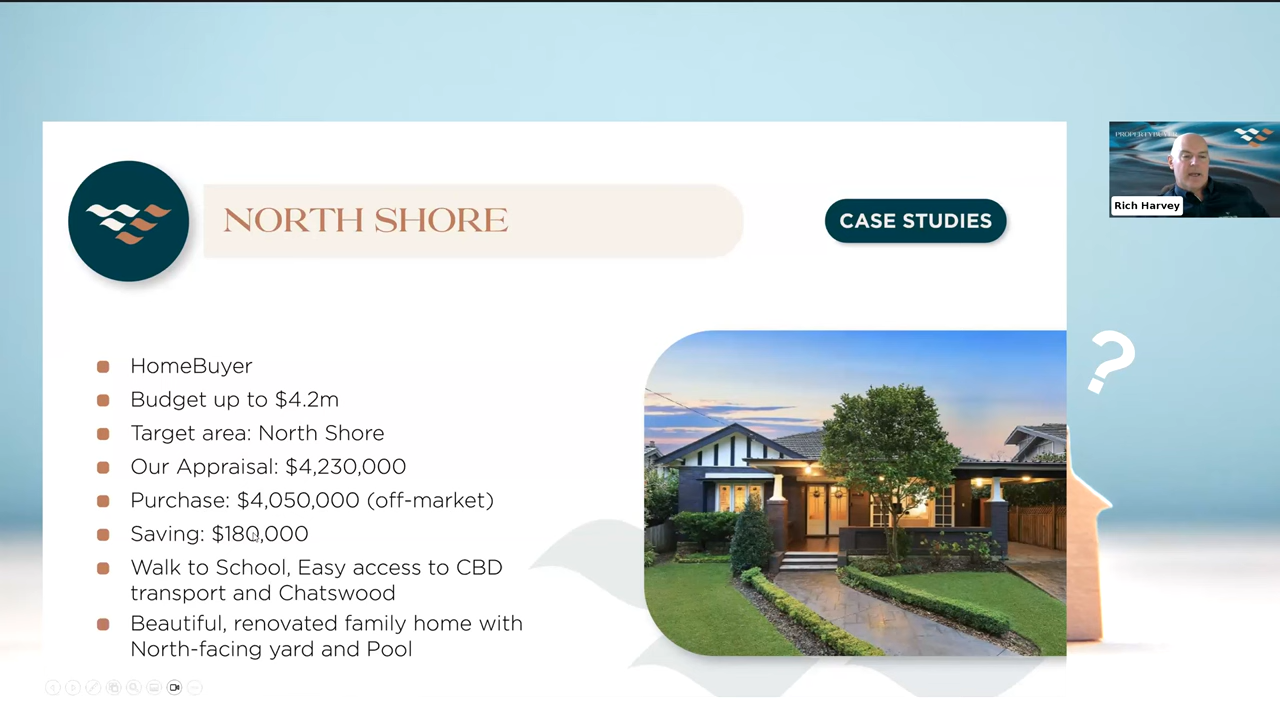 PROPERTYBUYER
Rich Harvey
NORTH SHORE
CASE STUDIES
HomeBuyer
Budget up to $4.2m
Target area: North Shore
Our Appraisal: $4,230,000
Purchase: $4,050,000 (off-market)
Saving: $180,000
Walk to School, Easy access to CBD
transport and Chatswood
Beautiful, renovated family home with
North-facing yard and Pool
?